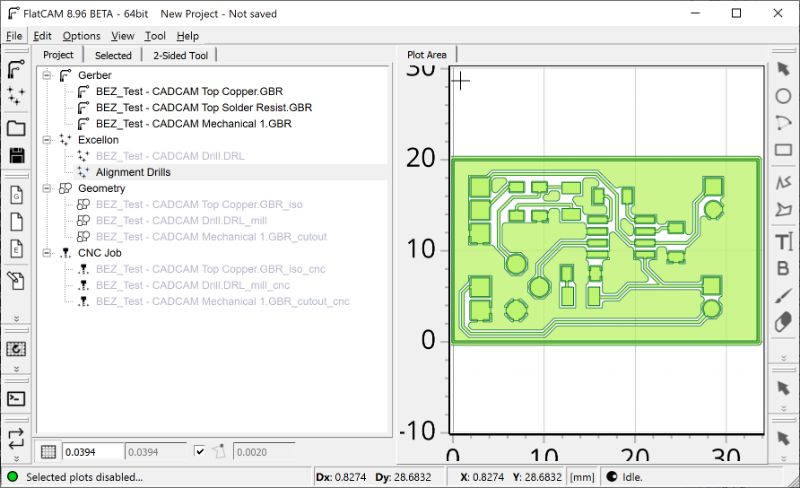 FlatCAM 8.96 BETA - 64bit New Project - Not saved
File Edit Options View Tool Help
Project Selected 2-Sided Tool Plot Area
Gerber
BEZ_Test - CADCAM Top Copper.GBR
BEZ_Test - CADCAM Top Solder Resist.GBR
BEZ_Test - CADCAM Mechanical 1.GBR
Excellon
BEZ_Test - CADCAM Drill.DRL
Alignment Drills
Geometry
BEZ_Test - CADCAM Top Copper.GBR_iso
BEZ_Test - CADCAM Drill.DRL_mill
BEZ_Test - CADCAM Mechanical 1.GBR_cutout
CNC Job
BEZ_Test - CADCAM Top Copper.GBR_iso_cnc
BEZ_Test - CADCAM Drill.DRL_mill_cnc
BEZ_Test - CADCAM Mechanical 1.GBR_cutout_cnc
30
20
10
0
-10
0 10 20 30
G
E
T
B
0.0394 0.0394 0.0020
Selected plots disabled... Dx: 0.8274 Dy: 28.6832 X: 0.8274 Y: 28.6832 [mm] Idle.